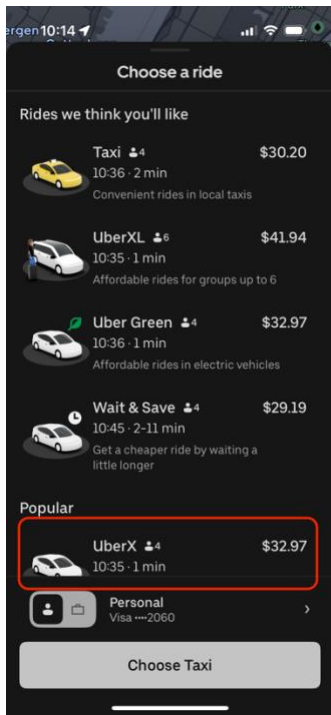 ergen10:14
Choose a ride
Rides we think you'll like
Taxi 4 $30.20
10:36 · 2 min
Convenient rides in local taxis
UberXL 6 $41.94
10:35 · 1 min
Affordable rides for groups up to 6
Uber Green 4 $32.97
10:36 · 1 min
Affordable rides in electric vehicles
Wait & Save 4 $29.19
10:45 · 2-11 min
Get a cheaper ride by waiting a
little longer
Popular
UberX 4 $32.97
10:35 · 1 min
Personal
Visa ····2060
Choose Taxi